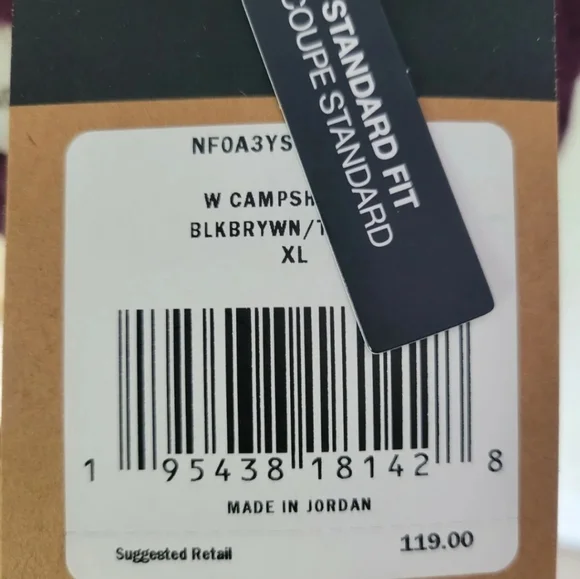 STANDARD FIT
COUPE STANDARD
NF0A3YS
W CAMPSH
BLKBRYWN/T
XL
1 95438 18142 8
MADE IN JORDAN
Suggested Retail 119.00